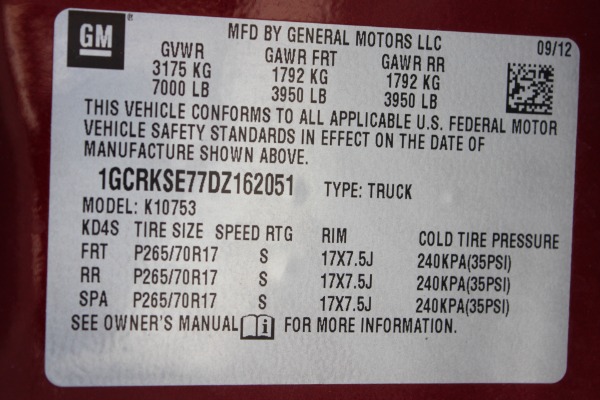 GM
MFD BY GENERAL MOTORS LLC
09/12
GVWR GAWR FRT GAWR RR
3175 KG 1792 KG 1792 KG
7000 LB 3950 LB 3950 LB
THIS VEHICLE CONFORMS TO ALL APPLICABLE U.S. FEDERAL MOTOR
VEHICLE SAFETY STANDARDS IN EFFECT ON THE DATE OF
MANUFACTURE SHOWN ABOVE.
1GCRKSE77DZ162051 TYPE: TRUCK
MODEL: K10753
KD4S TIRE SIZE SPEED RTG RIM COLD TIRE PRESSURE
FRT P265/70R17 S 17X7.5J 240KPA(35PSI)
RR P265/70R17 S 17X7.5J 240KPA(35PSI)
SPA P265/70R17 S 17X7.5J 240KPA(35PSI)
SEE OWNER'S MANUAL FOR MORE INFORMATION.